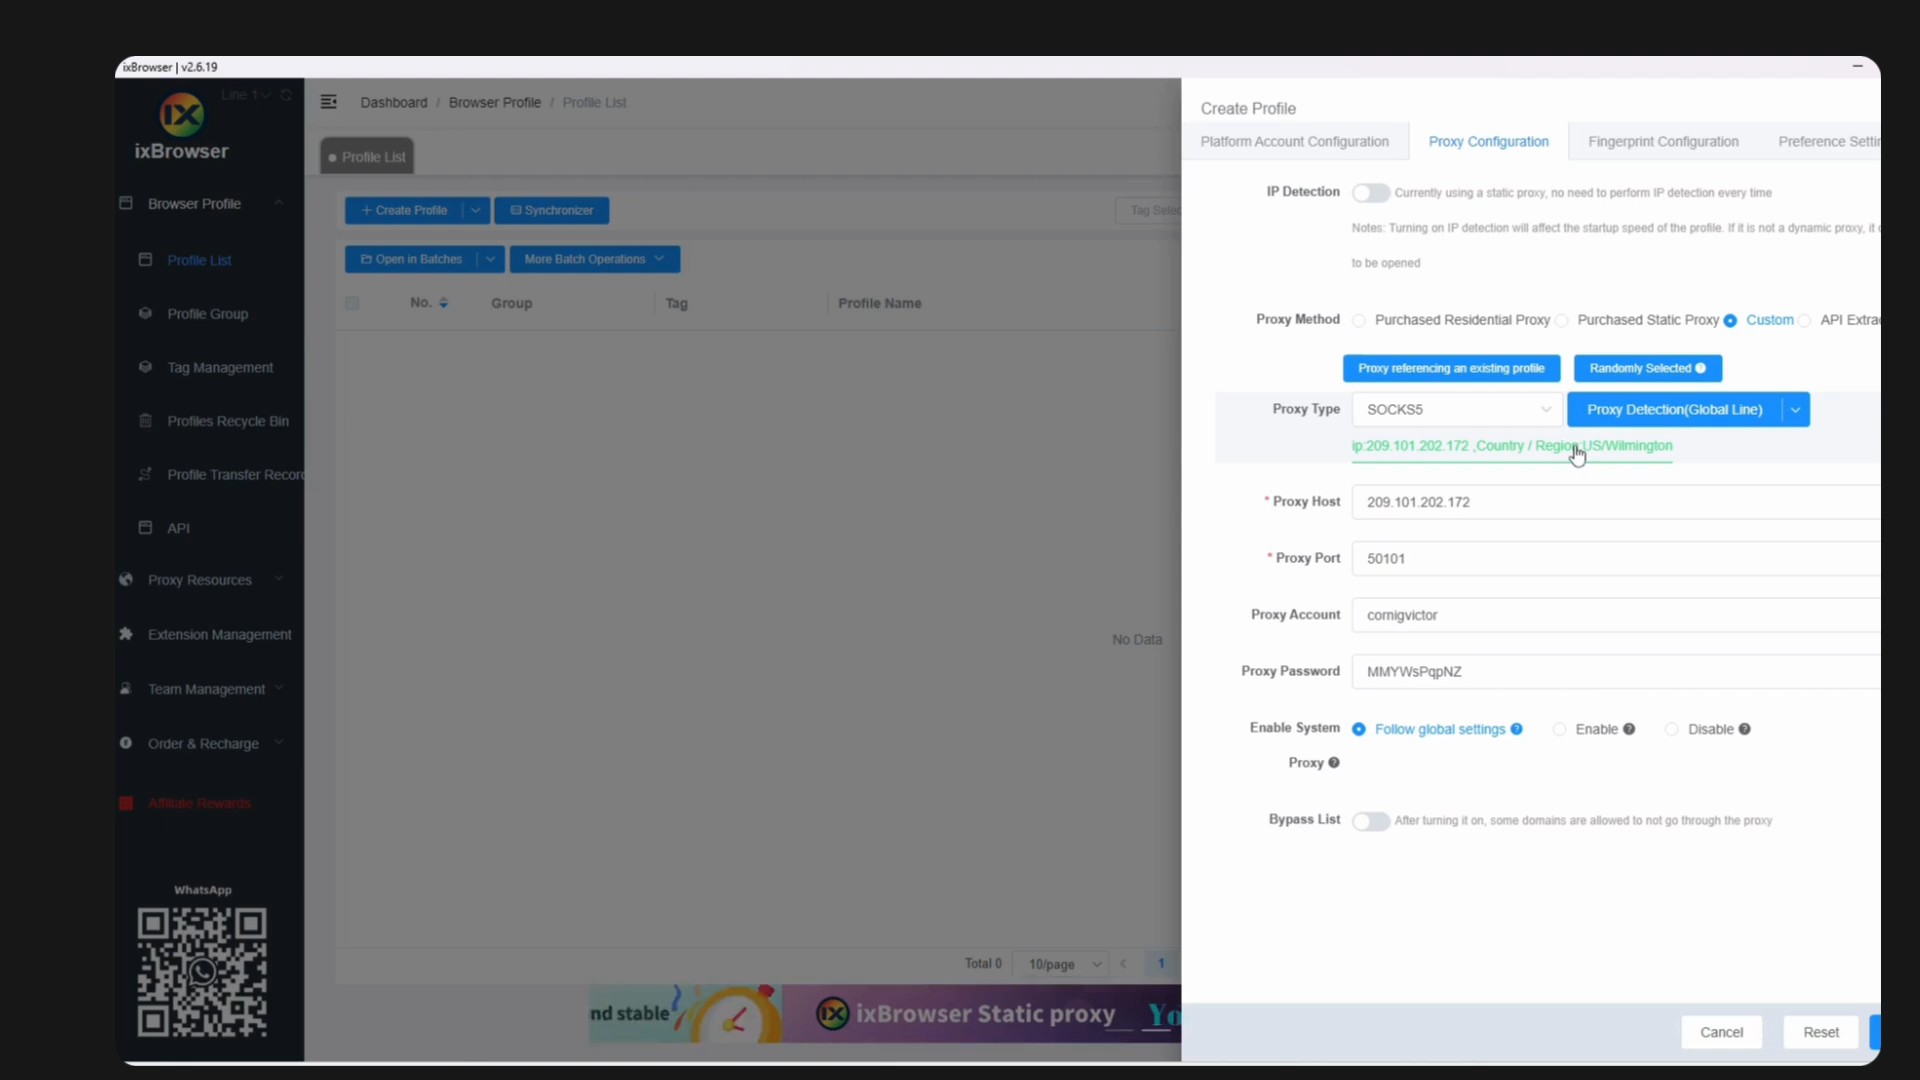 ixBrowser | v2.6.19
Line 1
ixBrowser
Browser Profile
Profile List
Profile Group
Tag Management
Profiles Recycle Bin
Profile Transfer Record
API
Proxy Resources
Extension Management
Team Management
Order & Recharge
Affiliate Rewards
WhatsApp
Dashboard / Browser Profile / Profile List
Profile List
+ Create Profile
Synchronizer
Tag Selec
Open in Batches
More Batch Operations
No. Group Tag Profile Name
No Data
Total 0 10/page < 1
nd stable
IX ixBrowser Static proxy Yo
Create Profile
Platform Account Configuration Proxy Configuration Fingerprint Configuration Preference Setti
IP Detection Currently using a static proxy, no need to perform IP detection every time
Notes: Turning on IP detection will affect the startup speed of the profile. If it is not a dynamic proxy, it
to be opened
Proxy Method Purchased Residential Proxy Purchased Static Proxy Custom API Extra
Proxy referencing an existing profile Randomly Selected
Proxy Type SOCKS5 Proxy Detection(Global Line)
ip:209.101.202.172 ,Country / Region:US/Wilmington
* Proxy Host 209.101.202.172
* Proxy Port 50101
Proxy Account cornigvictor
Proxy Password MMYWsPqpNZ
Enable System Follow global settings ? Enable ? Disable ?
Proxy ?
Bypass List After turning it on, some domains are allowed to not go through the proxy
Cancel Reset